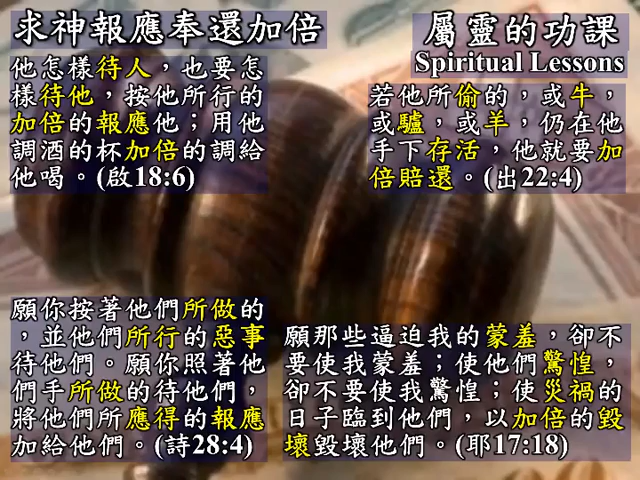 求神報應奉還加倍
屬靈的功課
Spiritual Lessons
他怎樣待人，也要怎
樣待他，按他所行的
加倍的報應他；用他
調酒的杯加倍的調給
他喝。(啟18:6)
若他所偷的，或牛，
或驢，或羊，仍在他
手下存活，他就要加
倍賠還。(出22:4)
願你按著他們所做的
，並他們所行的惡事
待他們。願你照著他
們手所做的待他們，
將他們所應得的報應
加給他們。(詩28:4)
願那些逼迫我的蒙羞，卻不
要使我蒙羞；使他們驚惶，
卻不要使我驚惶；使災禍的
日子臨到他們，以加倍的毀
壞毀壞他們。(耶17:18)